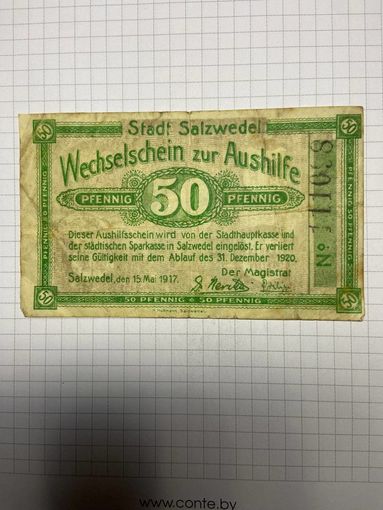 50
50
Stadt Salzwedel
Wechselschein zur Aushilfe
PFENNIG 50 PFENNIG
Dieser Aushilfsschein wird von der Stadthauptkasse und
der städtischen Sparkasse in Salzwedel eingelöst. Er verliert
seine Gültigkeit mit dem Ablauf des 31. Dezember 1920.
Salzwedel, den 15. Mai 1917. Der Magistrat
No
50 PFENNIG 50 PFENNIG
50
50
Salzwedel
www.conte.by